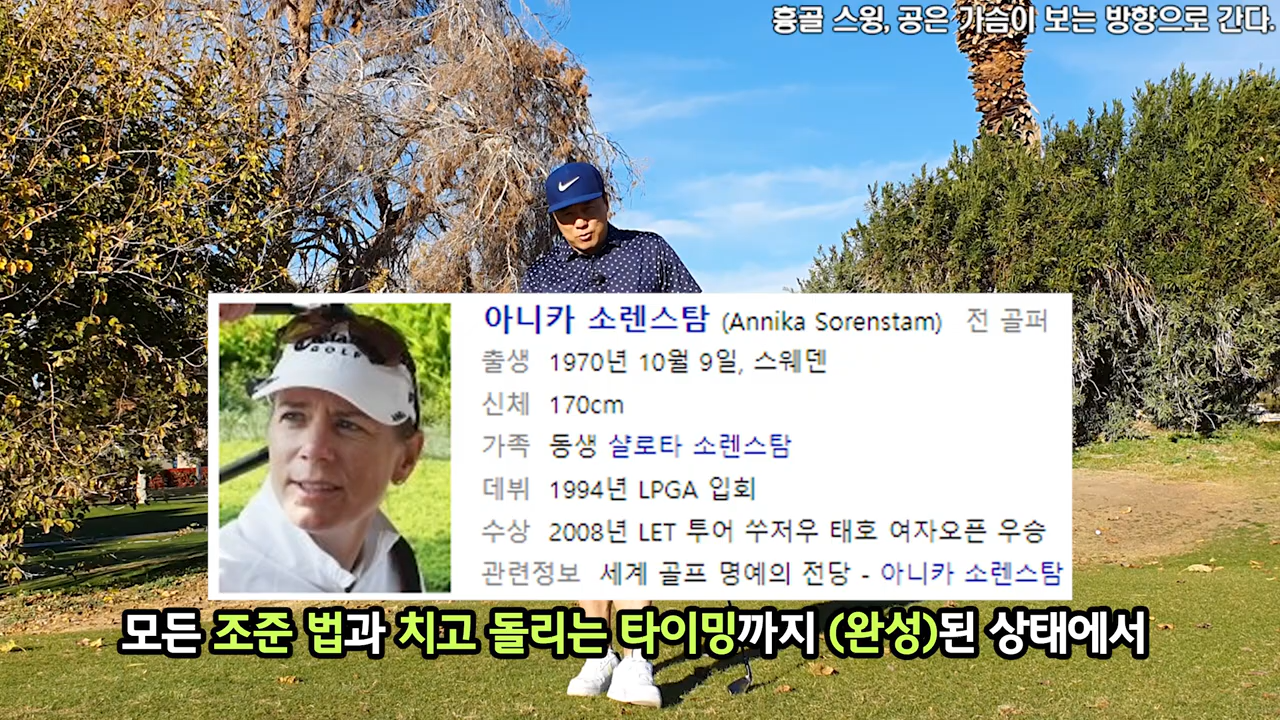 흉골 스윙, 공은 가슴이 보는 방향으로 간다.
아니카 소렌스탐 (Annika Sorenstam) 전 골퍼
출생 1970년 10월 9일, 스웨덴
신체 170cm
가족 동생 샬로타 소렌스탐
데뷔 1994년 LPGA 입회
수상 2008년 LET 투어 쑤저우 태호 여자오픈 우승
관련정보 세계 골프 명예의 전당 - 아니카 소렌스탐
GOLF
모든 조준 법과 치고 돌리는 타이밍까지 (완성)된 상태에서